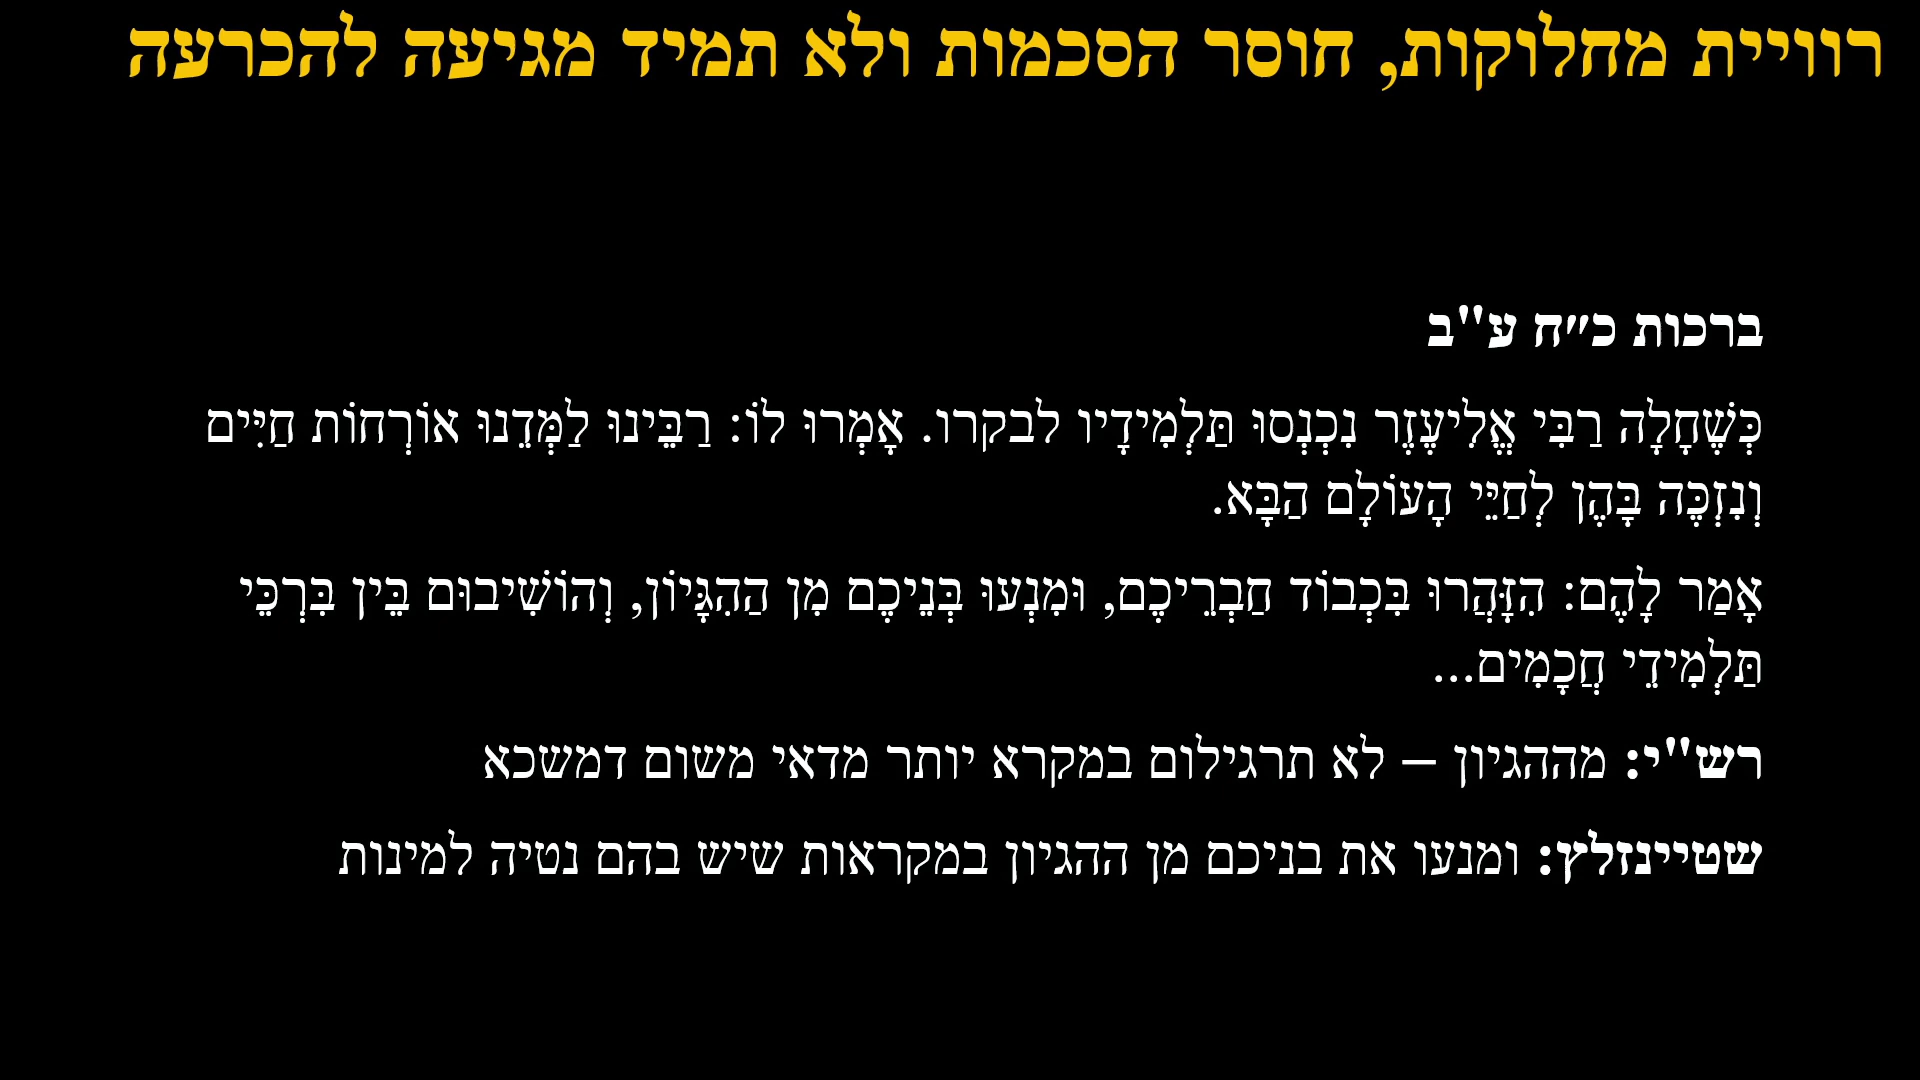 רוויית מחלוקות, חוסר הסכמות ולא תמיד מגיעה להכרעה
ברכות כ״ח ע"ב
כְּשֶׁחָלָה רַבִּי אֱלִיעֶזֶר נִכְנְסוּ תַּלְמִידָיו לבקרו. אָמְרוּ לוֹ: רַבֵּינוּ לַמְּדֵנוּ אוֹרְחוֹת חַיִּים
וְנִזְכֶּה בָּהֶן לְחַיֵּי הָעוֹלָם הַבָּא.
אָמַר לָהֶם: הִזָּהֲרוּ בִּכְבוֹד חַבְרֵיכֶם, וּמִנְעוּ בְּנֵיכֶם מִן הַהִגָּיוֹן, וְהוֹשִׁיבוּם בֵּין בִּרְכֵּי
תַּלְמִידֵי חֲכָמִים...
רש"י: מההגיון – לא תרגילום במקרא יותר מדאי משום דמשכא
שטיינזלץ: ומנעו את בניכם מן ההגיון במקראות שיש בהם נטיה למינות